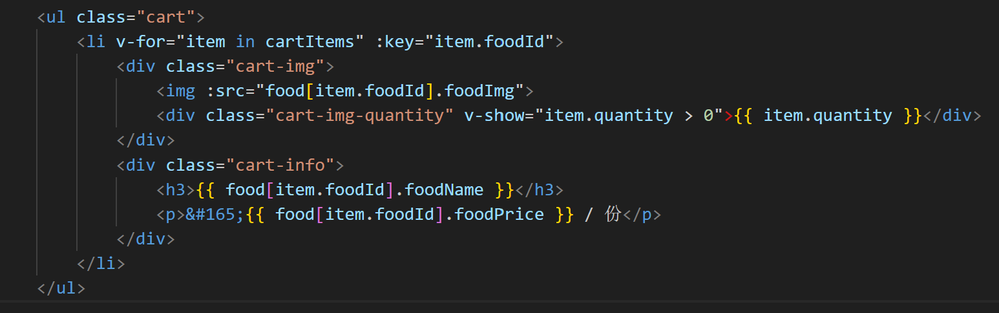 <ul class="cart">
<li v-for="item in cartItems" :key="item.foodId">
<div class="cart-img">
<img :src="food[item.foodId].foodImg">
<div class="cart-img-quantity" v-show="item.quantity > 0">{{ item.quantity }}</div>
</div>
<div class="cart-info">
<h3>{{ food[item.foodId].foodName }}</h3>
<p>&#165;{{ food[item.foodId].foodPrice }} / 份</p>
</div>
</li>
</ul>